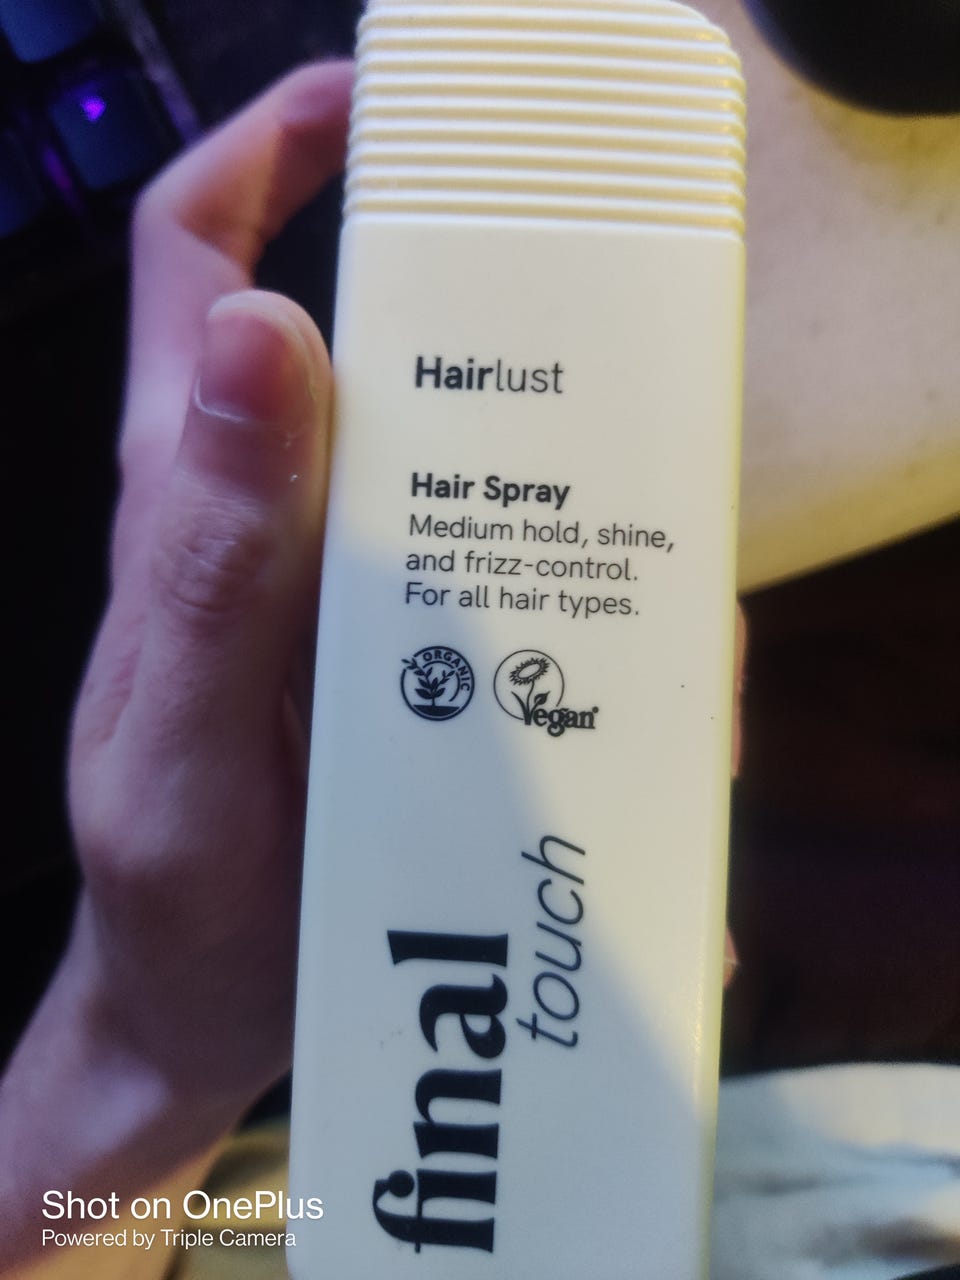 Hairlust
Hair Spray
Medium hold, shine,
and frizz-control.
For all hair types.
ORGANIC
Vegan
final
touch
Shot on OnePlus
Powered by Triple Camera